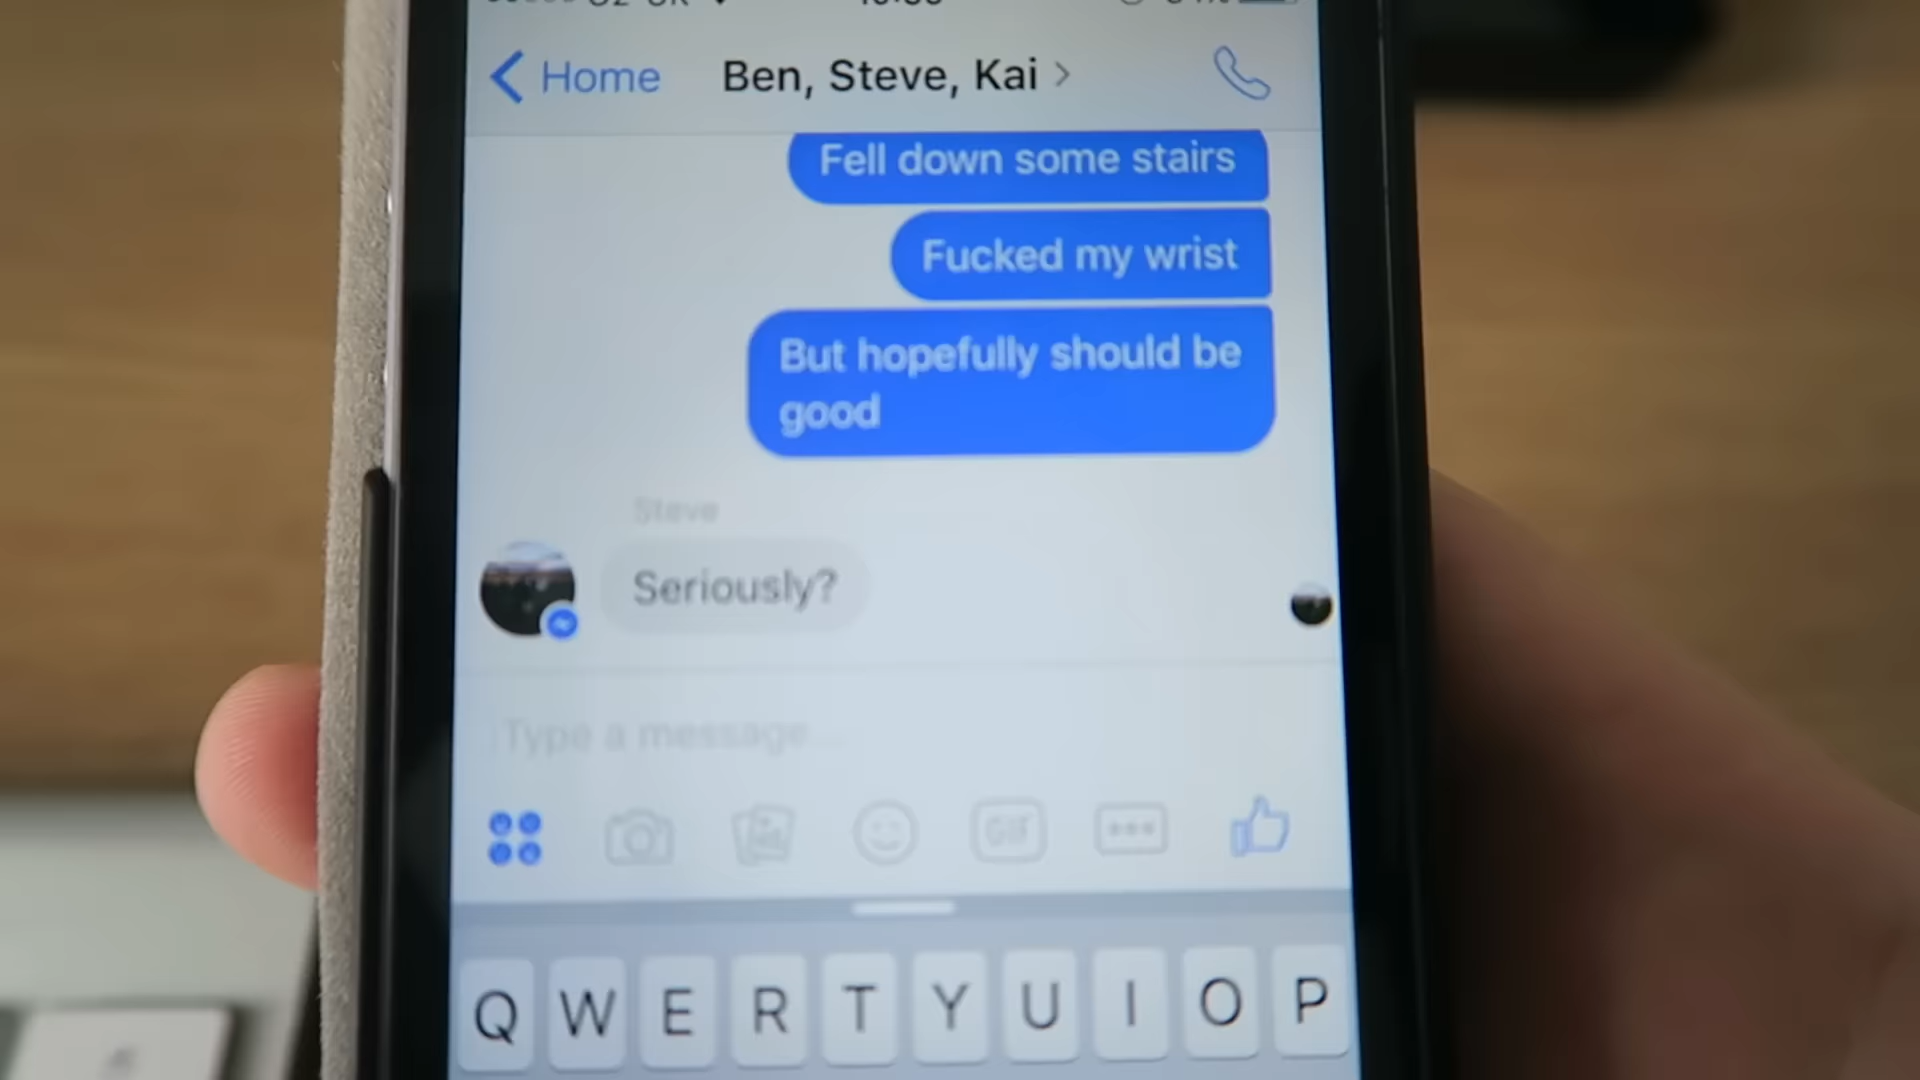 Home
Ben, Steve, Kai
Fell down some stairs
Fucked my wrist
But hopefully should be
good
Steve
Seriously?
Type a message...
GIF
Q W E R T Y U I O P